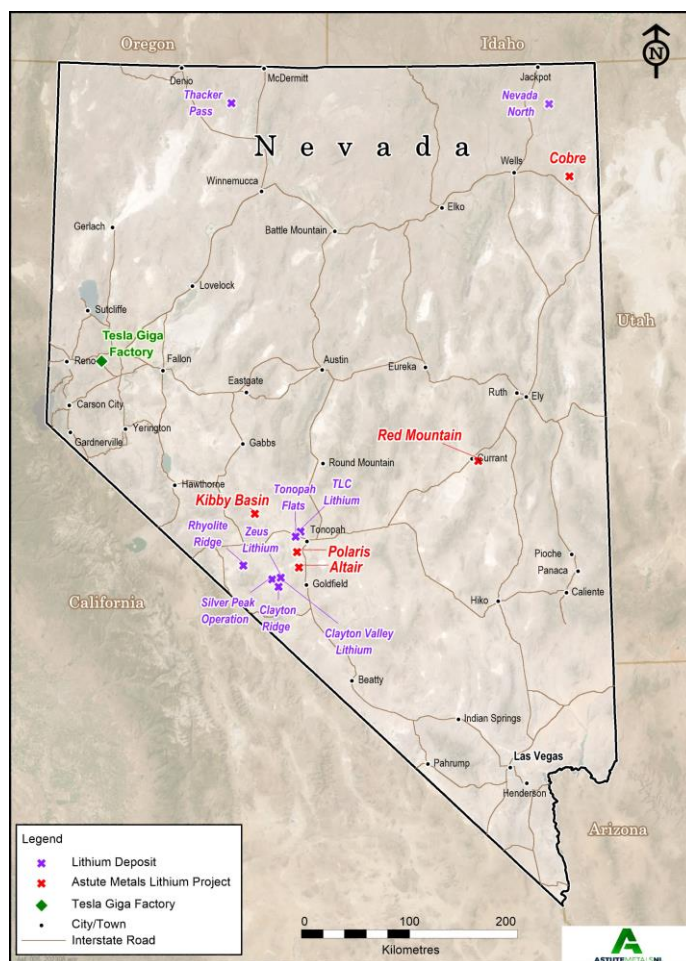 Oregon
Idaho
N
Denio
McDermitt
Jackpot
Thacker
Pass
Nevada
North
Nevada
Cobre
Wells
Winnemucca
Elko
Gerlach
Battle Mountain
Lovelock
Sutcliffe
Utah
Tesla Giga
Factory
Reno
Fallon
Austin
Eureka
Eastgate
Ruth
Ely
Carson City
Yerington
Gardnerville
Gabbs
Red Mountain
Currant
Round Mountain
Hawthorne
Tonopah
Flats
TLC
Lithium
Kibby Basin
Rhyolite
Ridge
Zeus
Lithium
Tonopah
Polaris
Altair
Pioche
Panaca
Goldfield
Caliente
Hiko
California
Silver Peak
Operation
Clayton
Ridge
Clayton Valley
Lithium
Beatty
Indian Springs
Pahrump
Las Vegas
Henderson
Arizona
Legend
Lithium Deposit
Astute Metals Lithium Project
Tesla Giga Factory
City/Town
Interstate Road
0 100 200
Kilometres
ASTUTEMETALSNL